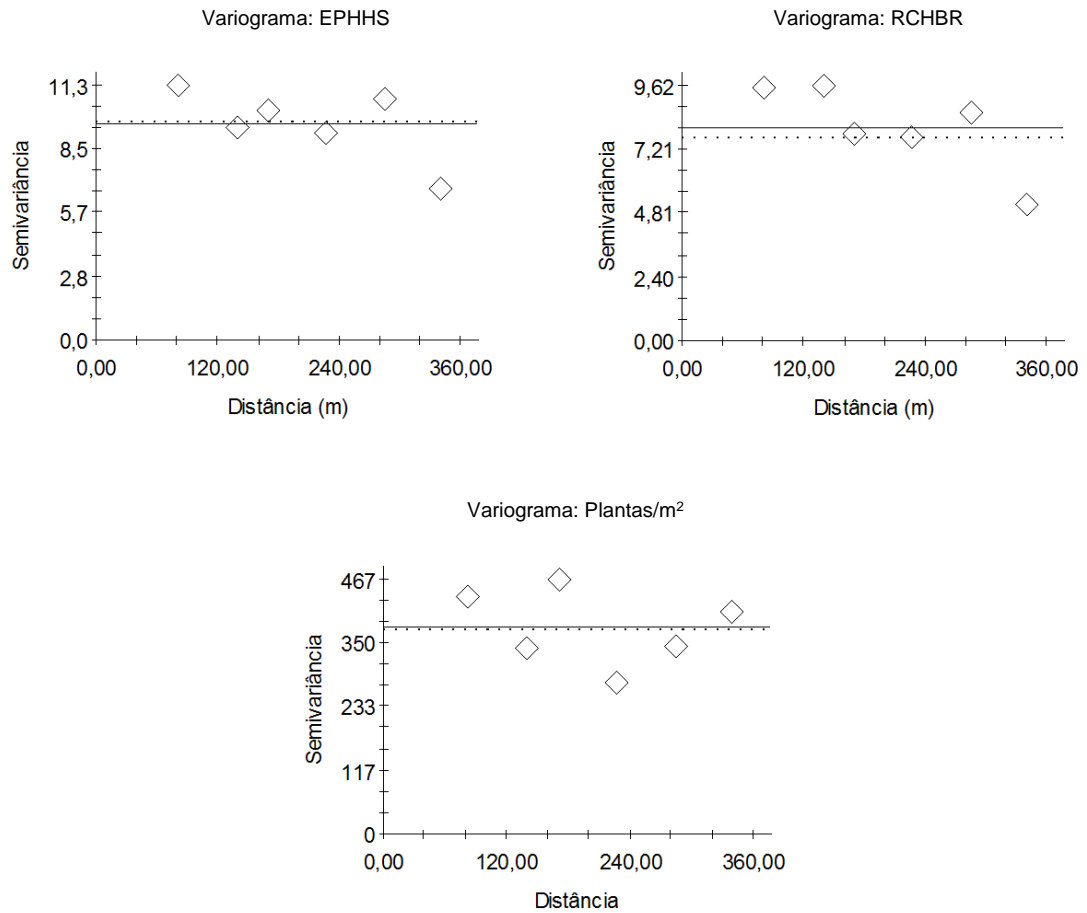 Variograma: EPHHS
Semivariância
11,3
8,5
5,7
2,8
0,0
0,00 120,00 240,00 360,00
Distância (m)
Variograma: RCHBR
Semivariância
9,62
7,21
4,81
2,40
0,00
0,00 120,00 240,00 360,00
Distância (m)
Variograma: Plantas/m²
Semivariância
467
350
233
117
0
0,00 120,00 240,00 360,00
Distância